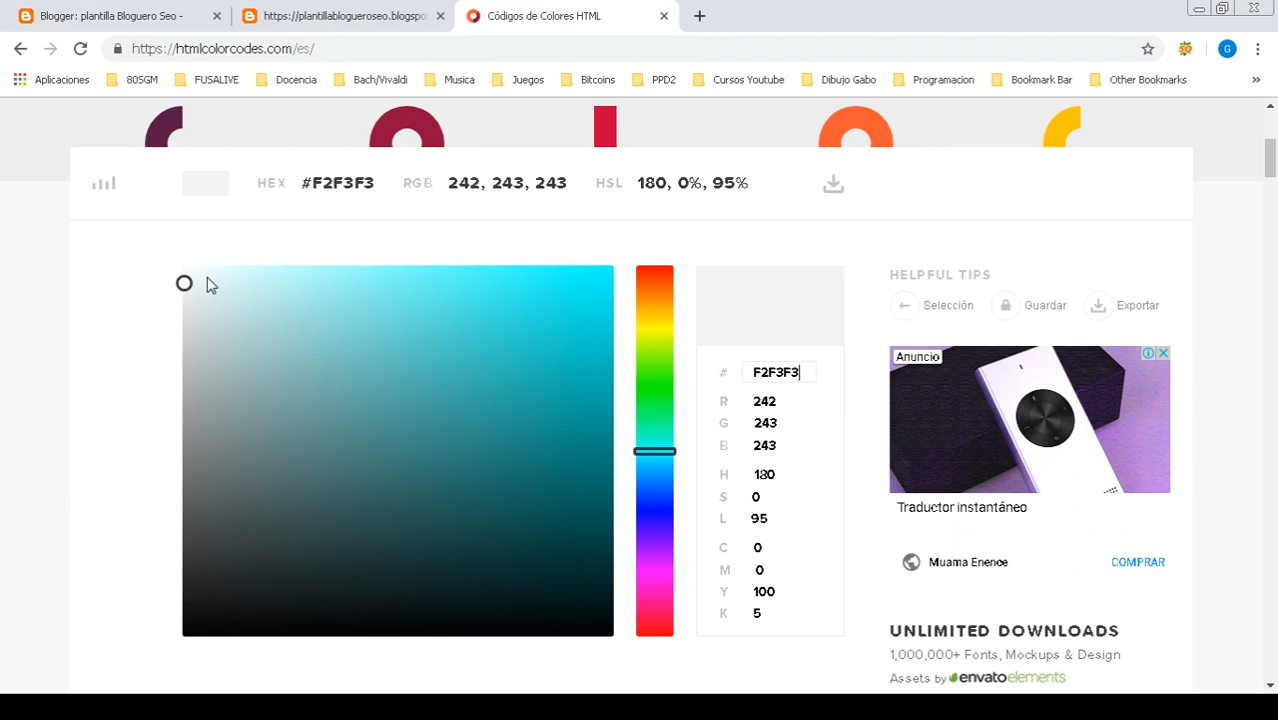 Blogger: plantilla Bloguero Seo -
https://plantillablogueroseo.blogspo
Códigos de Colores HTML
https://htmlcolorcodes.com/es/
G
Aplicaciones
80SGM
FUSALIVE
Docencia
Bach/Vivaldi
Musica
Juegos
Bitcoins
PPD2
Cursos Youtube
Dibujo Gabo
Programacion
Bookmark Bar
Other Bookmarks
HEX #F2F3F3 RGB 242, 243, 243 HSL 180, 0%, 95%
# F2F3F3
R 242
G 243
B 243
H 180
S 0
L 95
C 0
M 0
Y 100
K 5
HELPFUL TIPS
Selección Guardar Exportar
Anuncio
Traductor instantáneo
Muama Enence COMPRAR
UNLIMITED DOWNLOADS
1,000,000+ Fonts, Mockups & Design
Assets by envatoelements